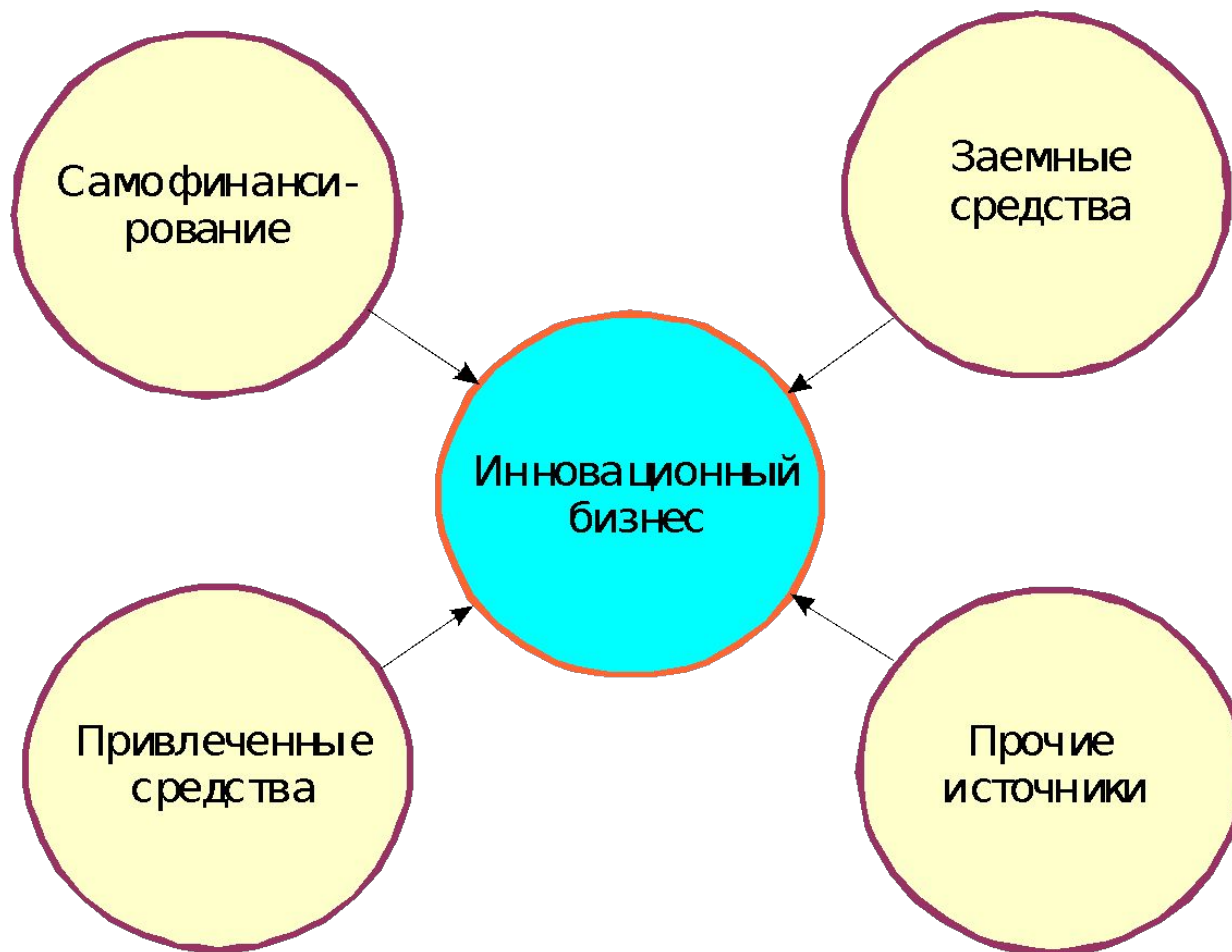 Самофинанси-
рование
Заемные
средства
Инновационный
бизнес
Привлеченные
средства
Прочие
источники